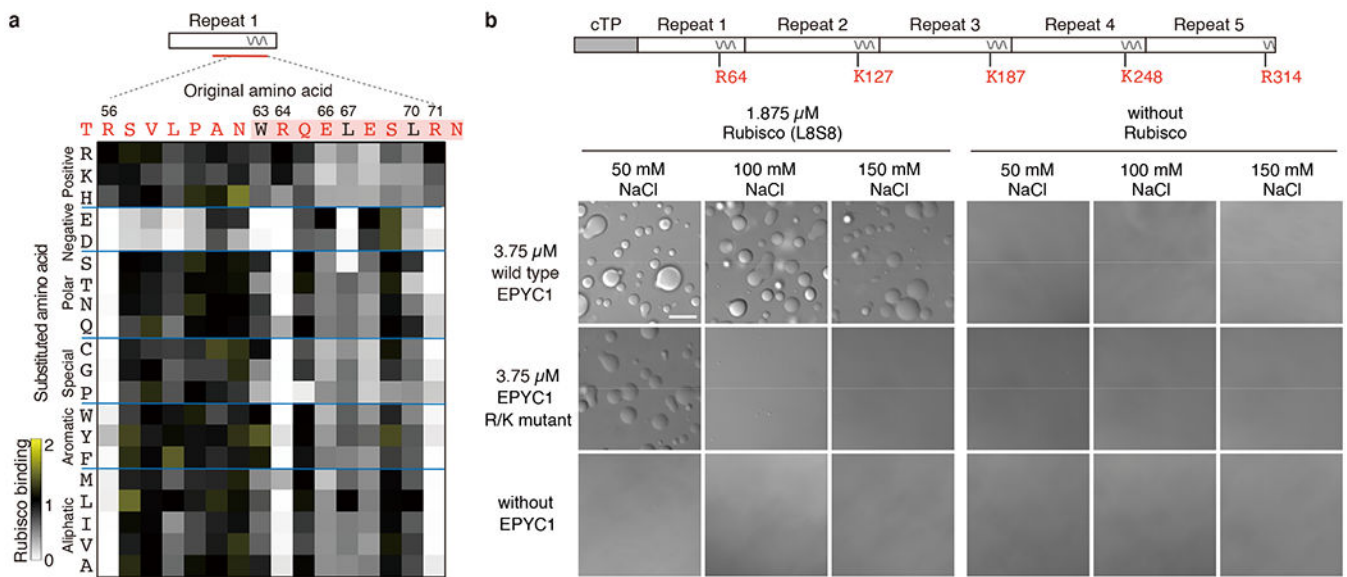 a
Repeat 1
Original amino acid
56 63 64 66 67 70 71
T R S V L P A N W R Q E L E S L R N
Substituted amino acid
Positive
R
K
H
Negative
E
D
Polar
S
T
N
Q
Special
C
G
P
Aromatic
W
Y
F
Aliphatic
M
L
I
V
A
Rubisco binding
2
1
0
b
cTP Repeat 1 Repeat 2 Repeat 3 Repeat 4 Repeat 5
R64 K127 K187 K248 R314
1.875 µM
Rubisco (L8S8)
without
Rubisco
50 mM
NaCl
100 mM
NaCl
150 mM
NaCl
50 mM
NaCl
100 mM
NaCl
150 mM
NaCl
3.75 µM
wild type
EPYC1
3.75 µM
EPYC1
R/K mutant
without
EPYC1